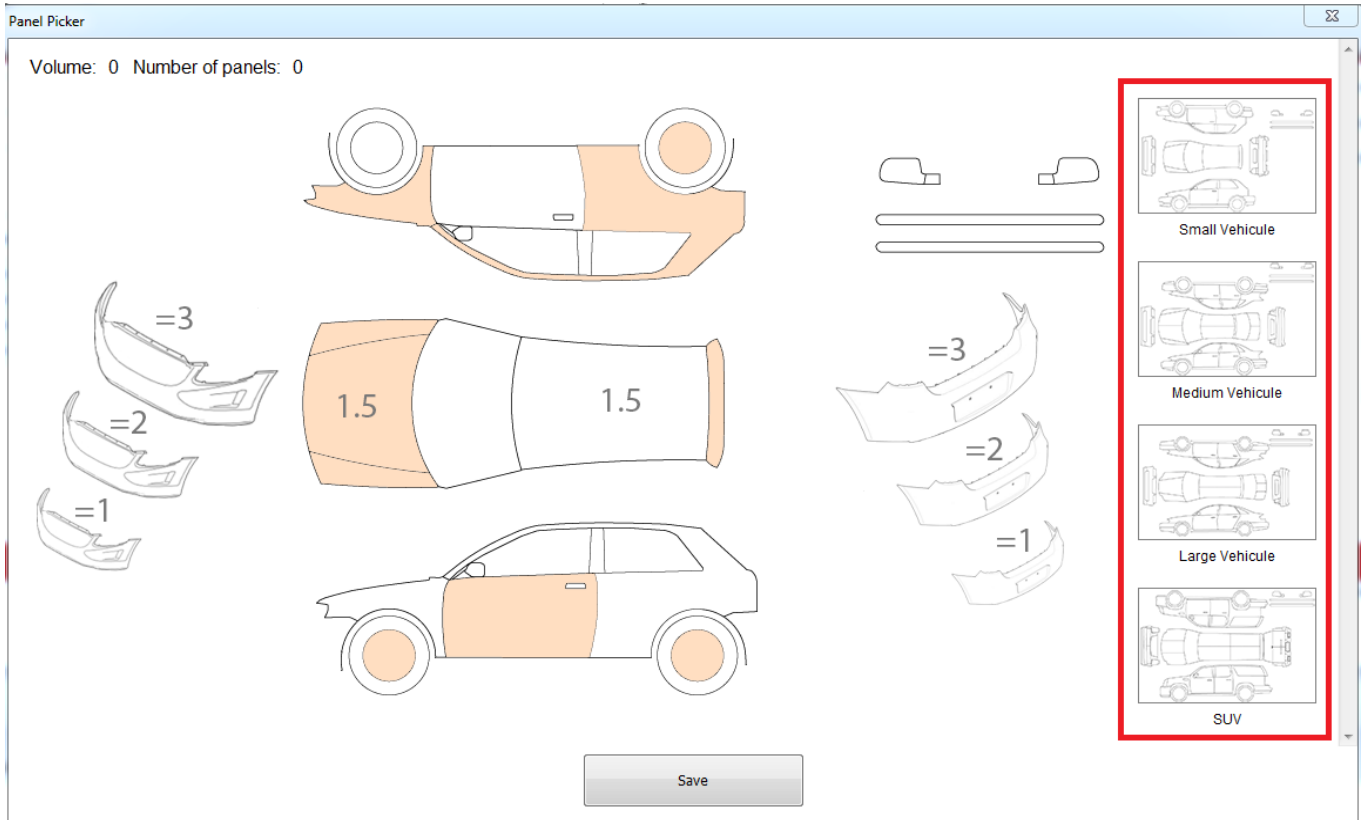 Panel Picker
Volume: 0 Number of panels: 0
=3
=2
=1
1.5
1.5
=3
=2
=1
Small Vehicule
Medium Vehicule
Large Vehicule
SUV
Save